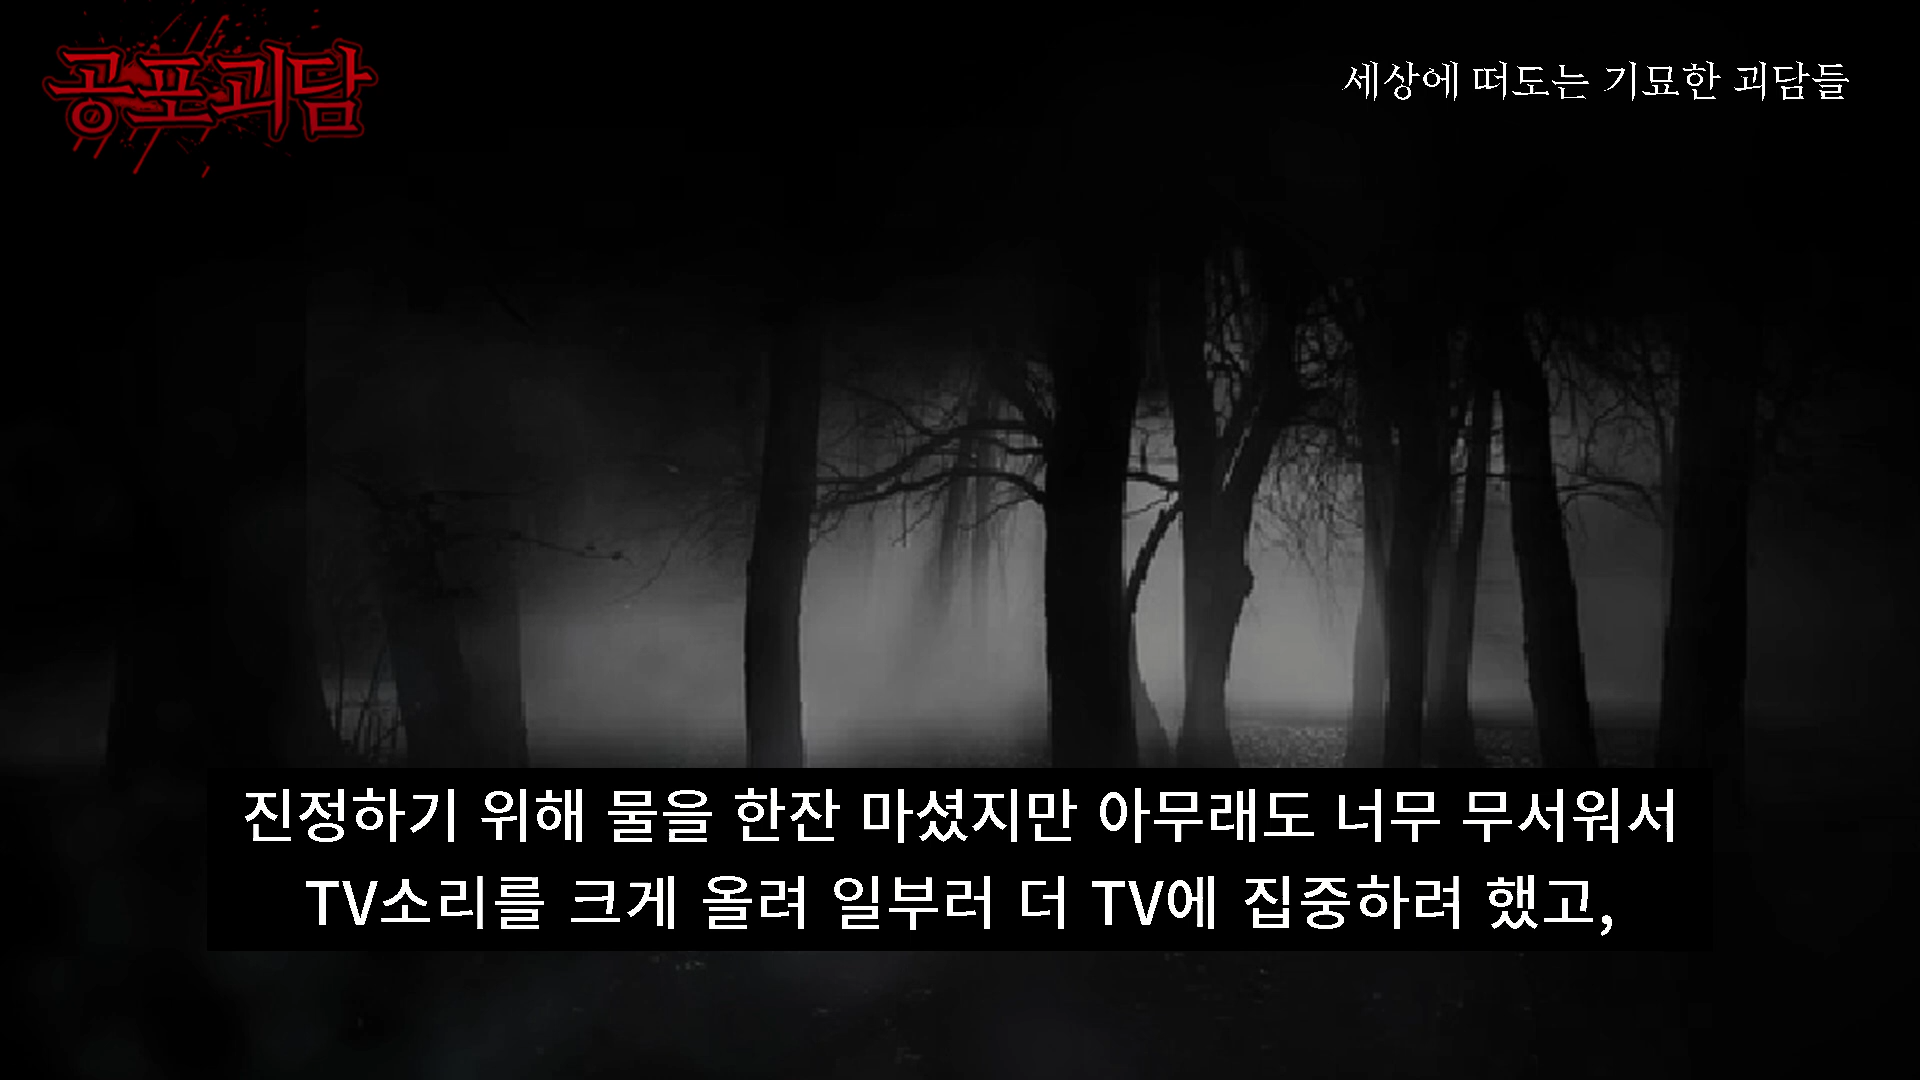 공포괴담
세상에 떠도는 기묘한 괴담들
진정하기 위해 물을 한잔 마셨지만 아무래도 너무 무서워서
TV소리를 크게 올려 일부러 더 TV에 집중하려 했고,